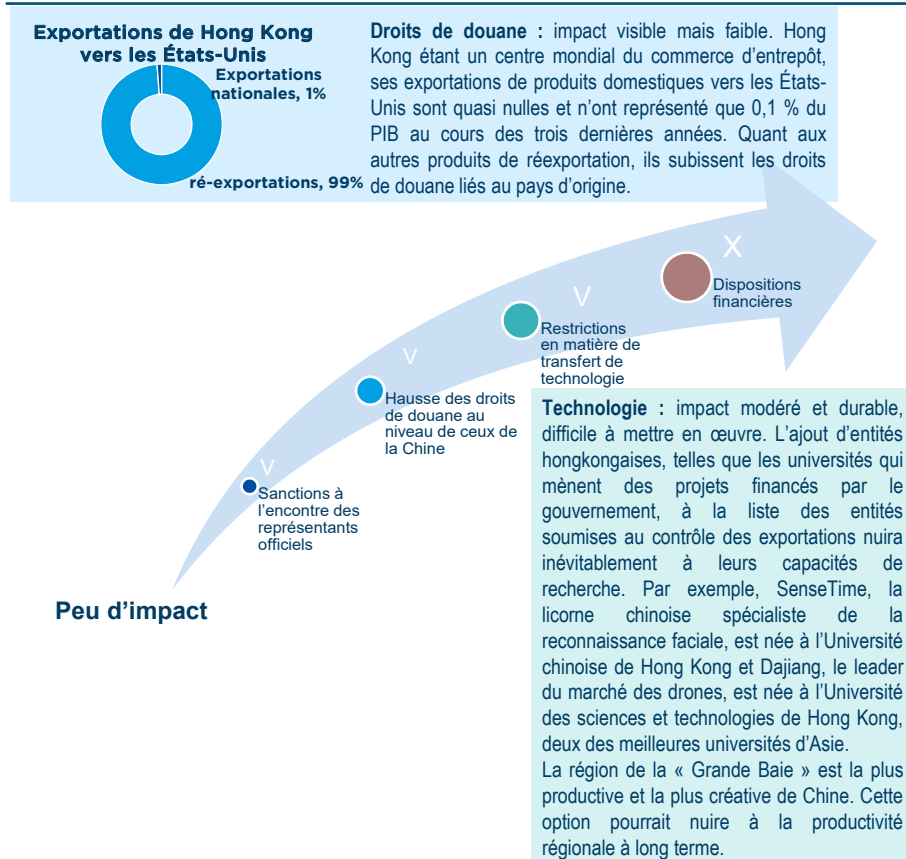 Exportations de Hong Kong
vers les États-Unis
Exportations
nationales, 1%
ré-exportations, 99%
Droits de douane : impact visible mais faible. Hong
Kong étant un centre mondial du commerce d’entrepôt,
ses exportations de produits domestiques vers les États-
Unis sont quasi nulles et n’ont représenté que 0,1 % du
PIB au cours des trois dernières années. Quant aux
autres produits de réexportation, ils subissent les droits
de douane liés au pays d’origine.
X
Dispositions
financières
V
Restrictions
en matière de
transfert de
technologie
V
Hausse des droits
de douane au
niveau de ceux de
la Chine
V
Sanctions à
l’encontre des
représentants
officiels
Peu d’impact
Technologie : impact modéré et durable,
difficile à mettre en œuvre. L’ajout d’entités
hongkongaises, telles que les universités qui
mènent des projets financés par le
gouvernement, à la liste des entités
soumises au contrôle des exportations nuira
inévitablement à leurs capacités de
recherche. Par exemple, SenseTime, la
licorne chinoise spécialiste de la
reconnaissance faciale, est née à l’Université
chinoise de Hong Kong et Dajiang, le leader
du marché des drones, est née à l’Université
des sciences et technologies de Hong Kong,
deux des meilleures universités d’Asie.
La région de la « Grande Baie » est la plus
productive et la plus créative de Chine. Cette
option pourrait nuire à la productivité
régionale à long terme.